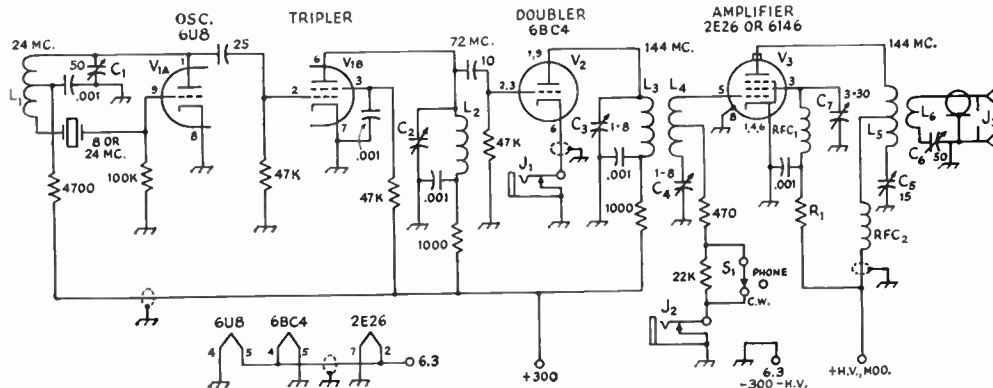 OSC.
6U8
TRIPLER
DOUBLER
6BC4
AMPLIFIER
2E26 OR 6146
24 MC.
25
72 MC.
10
144 MC.
144 MC.
50
C1
.001
L1
V1A
1
9
8
8 OR
24 MC.
4700
100K
47K
V1B
6
2
3
7
.001
47K
C2
L2
.001
1000
47K
V2
1,9
2,3
6
J1
C3
1-8
L3
.001
1000
L4
1-8
C4
470
22K
S1
PHONE
C.W.
J2
V3
5
8
1,4,6
3
RFC1
.001
R1
C7
3-30
L5
C5
15
RFC2
L6
C6
50
J3
6U8
6BC4
2E26
4
5
4
5
7
2
6.3
+300
6.3
-300-H.V.
+H.V., MOD.